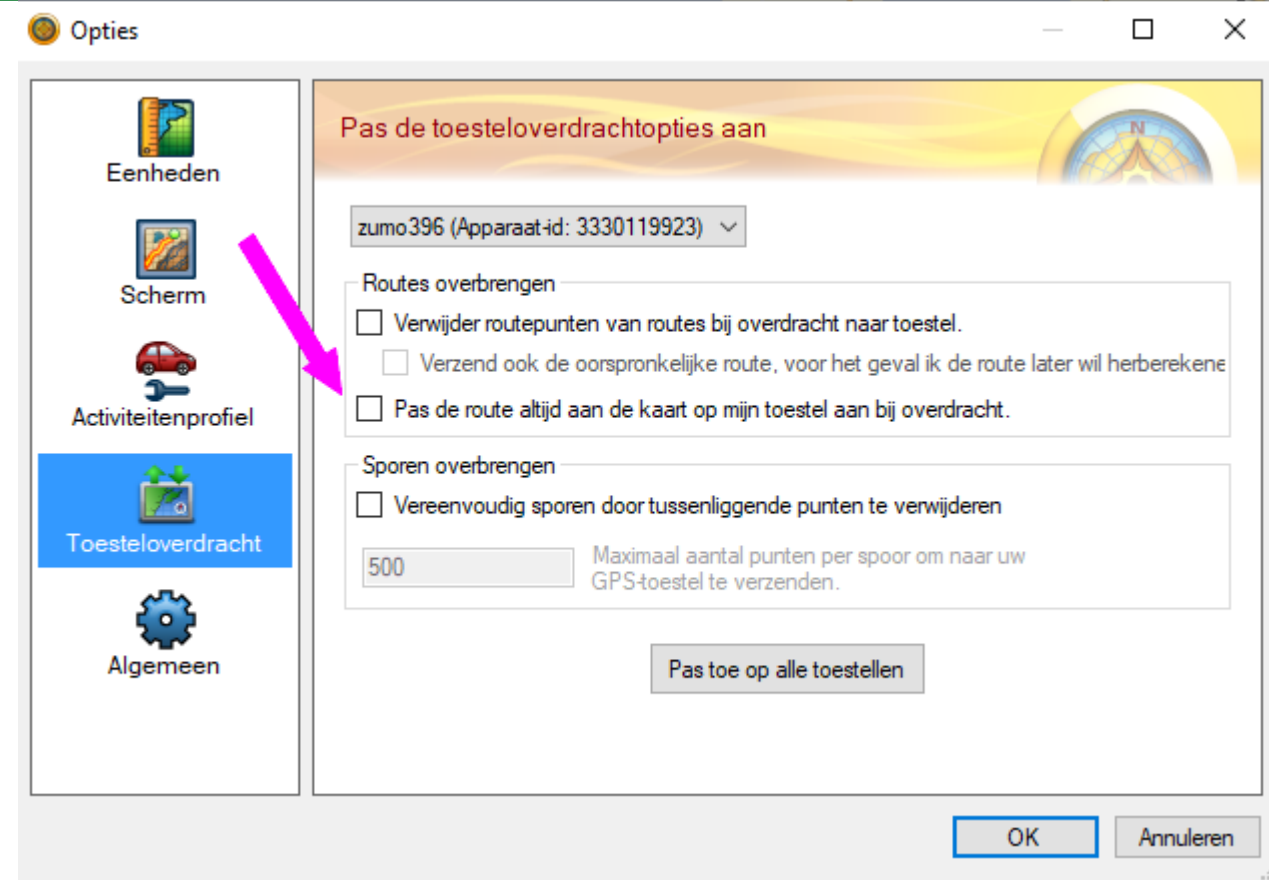 Opties
Eenheden
Scherm
Activiteitenprofiel
Toesteloverdracht
Algemeen
Pas de toesteloverdrachtopties aan
N
zumo396 (Apparaat-id: 3330119923)
Routes overbrengen
Verwijder routepunten van routes bij overdracht naar toestel.
Verzend ook de oorspronkelijke route, voor het geval ik de route later wil herberekene
Pas de route altijd aan de kaart op mijn toestel aan bij overdracht.
Sporen overbrengen
Vereenvoudig sporen door tussenliggende punten te verwijderen
500
Maximaal aantal punten per spoor om naar uw
GPS-toestel te verzenden.
Pas toe op alle toestellen
OK
Annuleren